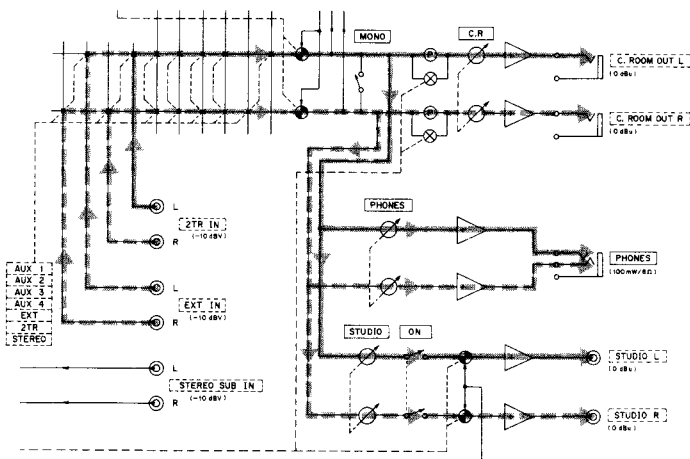 MONO
C.R
C. ROOM OUT L
(0 dBu)
P
C. ROOM OUT R
(0 dBu)
P
L
2TR IN
(-10 dBV)
R
PHONES
PHONES
(100mW/8Ω)
AUX 1
AUX 2
AUX 3
AUX 4
EXT
2TR
STEREO
L
EXT IN
(-10 dBV)
R
STUDIO
ON
STUDIO L
(0 dBu)
L
STEREO SUB IN
(-10 dBV)
R
STUDIO R
(0 dBu)